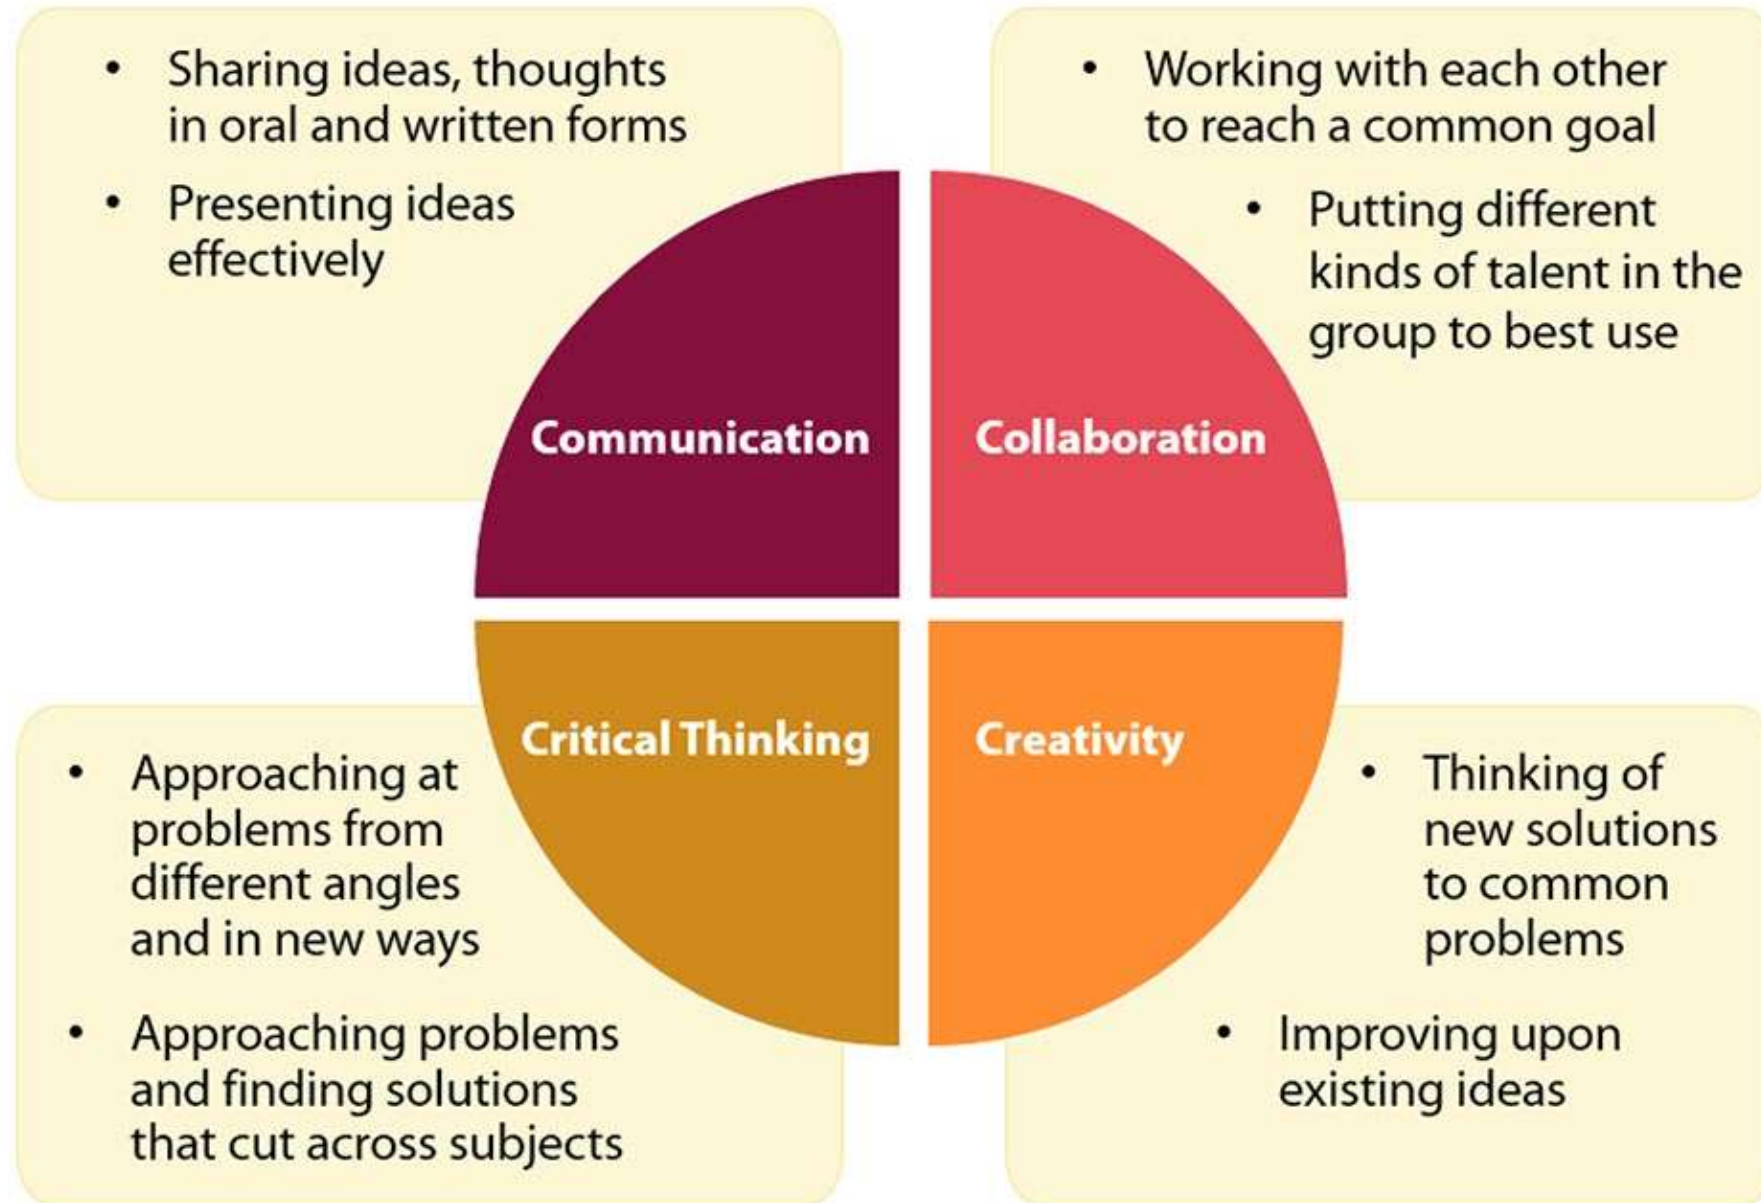 • Sharing ideas, thoughts
in oral and written forms
• Presenting ideas
effectively
Communication
• Working with each other
to reach a common goal
• Putting different
kinds of talent in the
group to best use
Collaboration
Critical Thinking
• Approaching at
problems from
different angles
and in new ways
• Approaching problems
and finding solutions
that cut across subjects
Creativity
• Thinking of
new solutions
to common
problems
• Improving upon
existing ideas